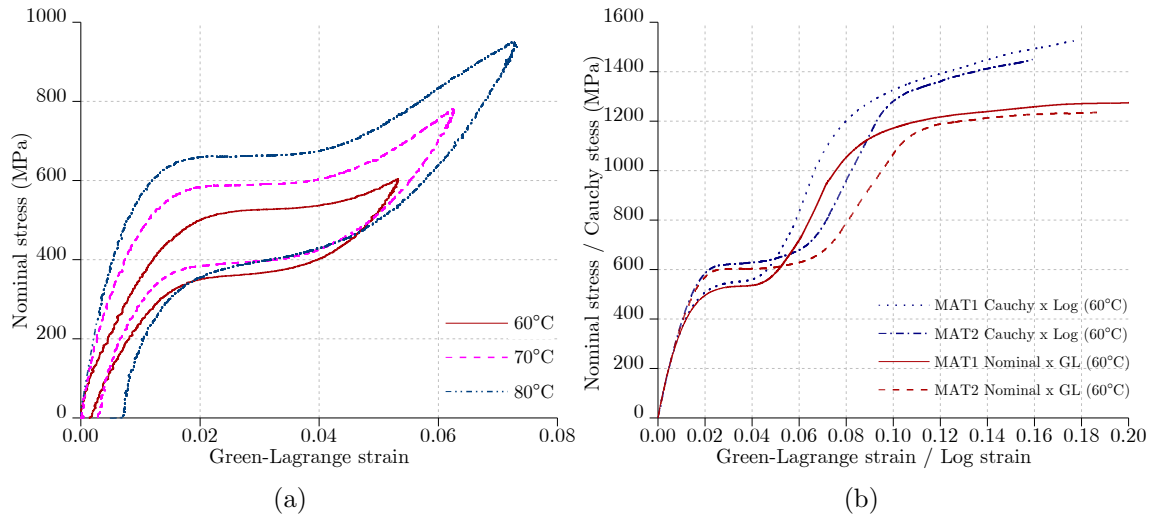 1000
800
600
400
200
0
Nominal stress (MPa)
60°C
70°C
80°C
0.00
0.02
0.04
0.06
0.08
Green-Lagrange strain
(a)
1600
1400
1200
1000
800
600
400
200
0
Nominal stress / Cauchy stess (MPa)
MAT1 Cauchy x Log (60°C)
MAT2 Cauchy x Log (60°C)
MAT1 Nominal x GL (60°C)
MAT2 Nominal x GL (60°C)
0.00
0.02
0.04
0.06
0.08
0.10
0.12
0.14
0.16
0.18
0.20
Green-Lagrange strain / Log strain
(b)